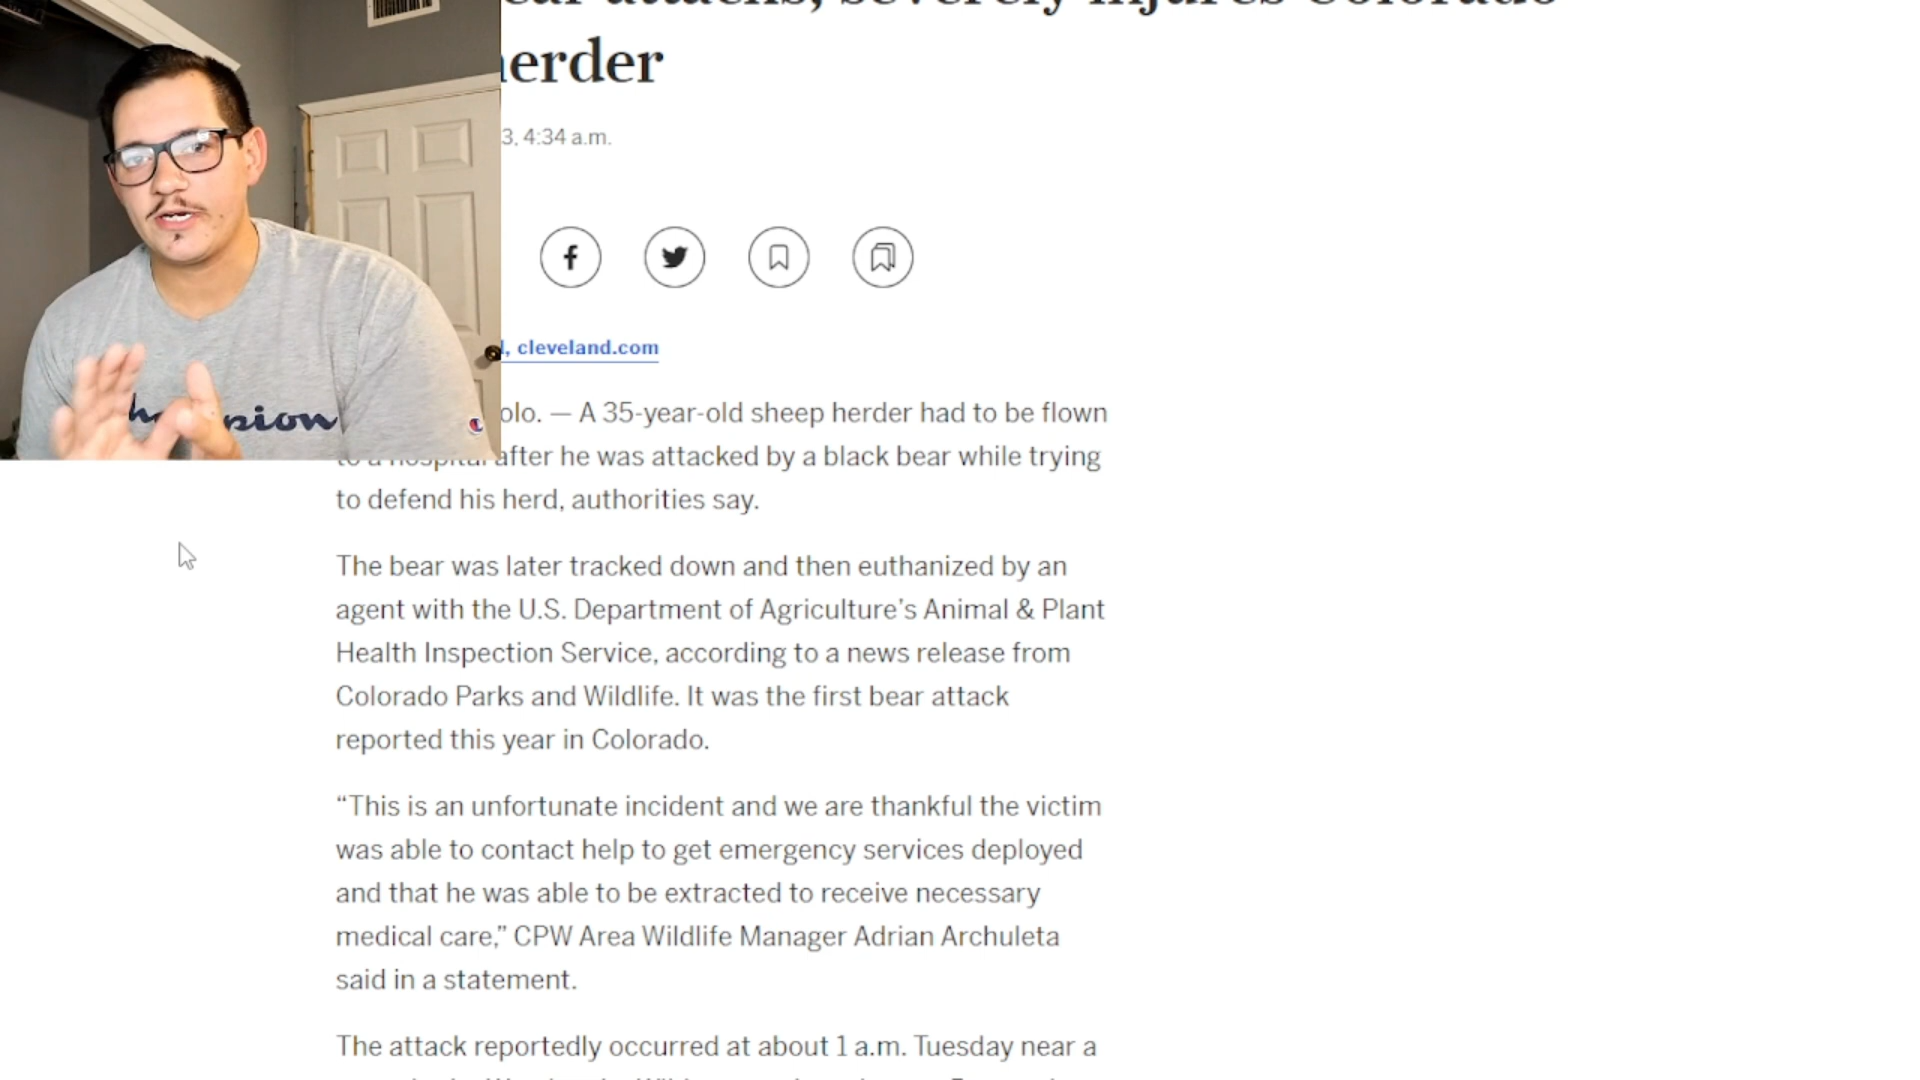 attacks, severely injures Colorado
herder
3, 4:34 a.m.
, cleveland.com
olo. — A 35-year-old sheep herder had to be flown
to a hospital after he was attacked by a black bear while trying
to defend his herd, authorities say.
The bear was later tracked down and then euthanized by an
agent with the U.S. Department of Agriculture’s Animal & Plant
Health Inspection Service, according to a news release from
Colorado Parks and Wildlife. It was the first bear attack
reported this year in Colorado.
“This is an unfortunate incident and we are thankful the victim
was able to contact help to get emergency services deployed
and that he was able to be extracted to receive necessary
medical care,” CPW Area Wildlife Manager Adrian Archuleta
said in a statement.
The attack reportedly occurred at about 1 a.m. Tuesday near a